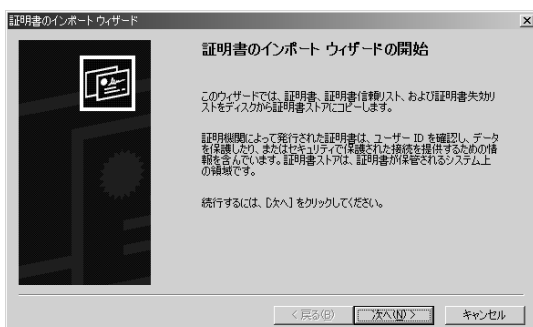 証明書のインポート ウィザード
証明書のインポート ウィザードの開始
このウィザードでは、証明書、証明書信頼リスト、および証明書失効リ
ストをディスクから証明書ストアにコピーします。
証明機関によって発行された証明書は、ユーザー ID を確認し、データ
を保護したり、またはセキュリティで保護された接続を提供するための情
報を含んでいます。証明書ストアは、証明書が保管されるシステム上
の領域です。
続行するには、[次へ] をクリックしてください。
< 戻る(B)
次へ(N) >
キャンセル